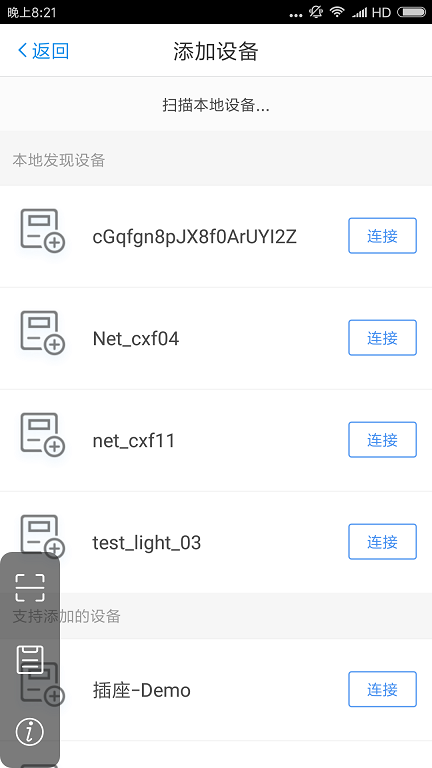 晚上8:21
HD
返回
添加设备
扫描本地设备...
本地发现设备
cGqfgn8pJX8f0ArUYI2Z
连接
Net_cxf04
连接
net_cxf11
连接
test_light_03
连接
支持添加的设备
插座-Demo
连接